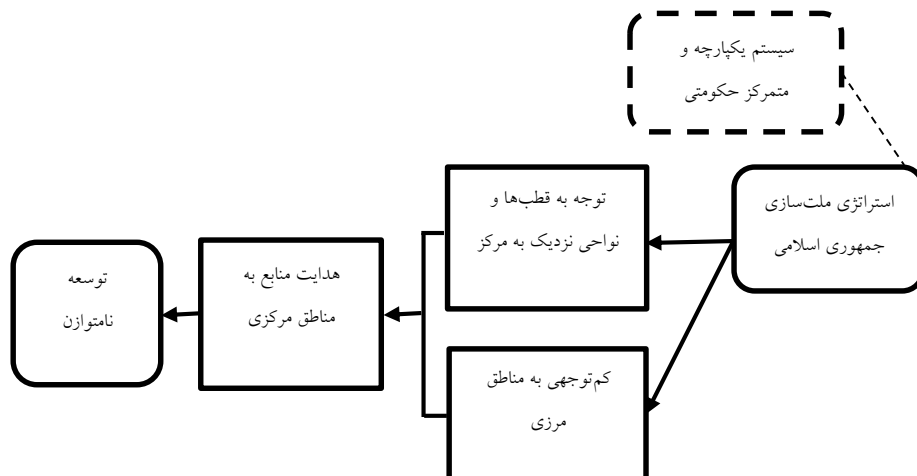 سیستم یکپارچه و
متمرکز حکومتی
استراتژی ملت‌سازی
جمهوری اسلامی
توجه به قطب‌ها و
نواحی نزدیک به مرکز
کم‌توجهی به مناطق
مرزی
هدایت منابع به
مناطق مرکزی
توسعه
نامتوازن